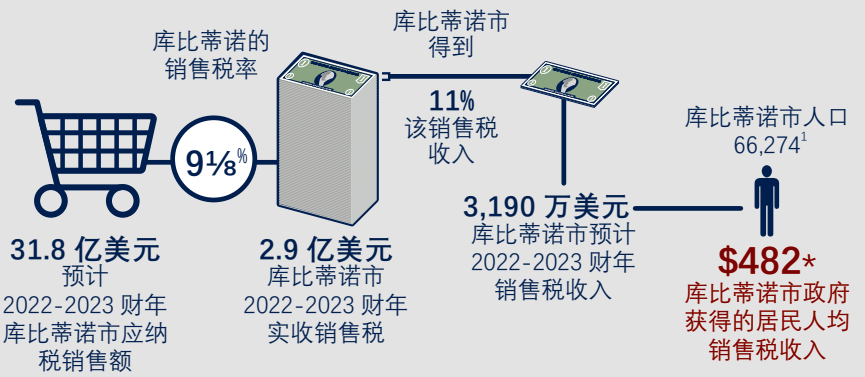 库比蒂诺的
销售税率
库比蒂诺市
得到
11%
该销售税
收入
9⅛%
31.8 亿美元
预计
2022-2023 财年
库比蒂诺市应纳
税销售额
2.9 亿美元
库比蒂诺市
2022-2023 财年
实收销售税
3,190 万美元
库比蒂诺市预计
2022-2023 财年
销售税收入
库比蒂诺市人口
66,274¹
$482*
库比蒂诺市政府
获得的居民人均
销售税收入